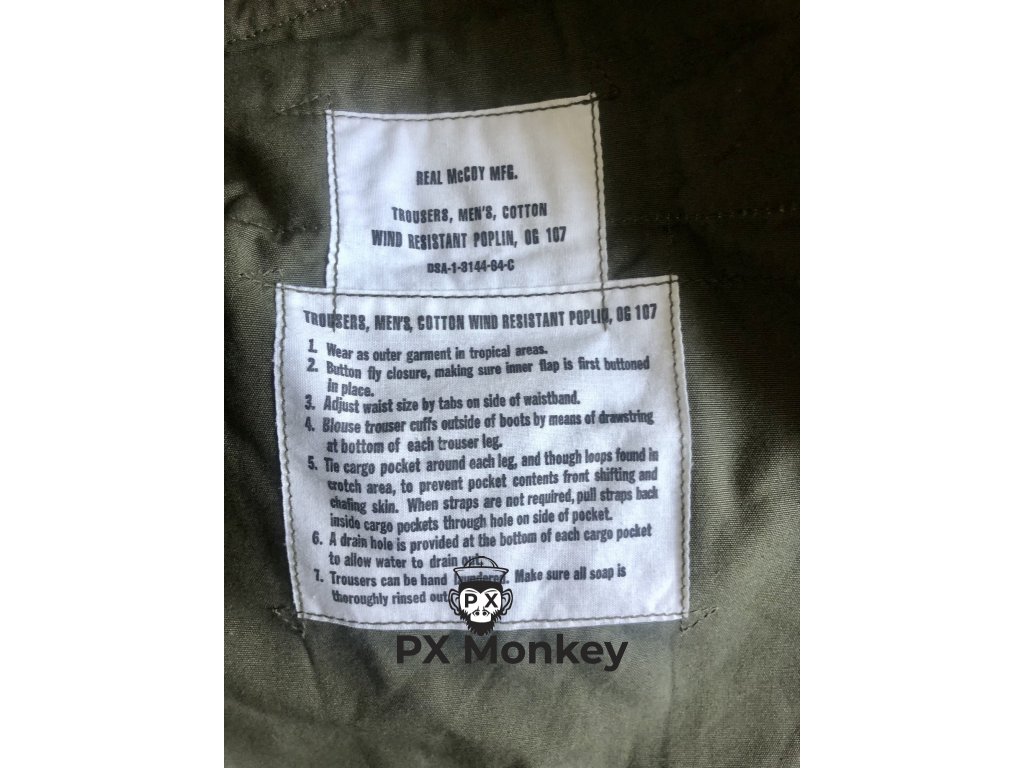 REAL McCOY MFG.
TROUSERS, MEN'S, COTTON
WIND RESISTANT POPLIN, OG 107
DSA-1-3144-64-C
TROUSERS, MEN'S, COTTON WIND RESISTANT POPLIN, OG 107
1. Wear as outer garment in tropical areas.
2. Button fly closure, making sure inner flap is first buttoned
in place.
3. Adjust waist size by tabs on side of waistband.
4. Blouse trouser cuffs outside of boots by means of drawstring
at bottom of each trouser leg.
5. Tie cargo pocket around each leg, and though loops found in
crotch area, to prevent pocket contents front shifting and
chafing skin. When straps are not required, pull straps back
inside cargo pockets through hole on side of pocket.
6. A drain hole is provided at the bottom of each cargo pocket
to allow water to drain out.
7. Trousers can be hand laundered. Make sure all soap is
thoroughly rinsed out
PX
PX Monkey